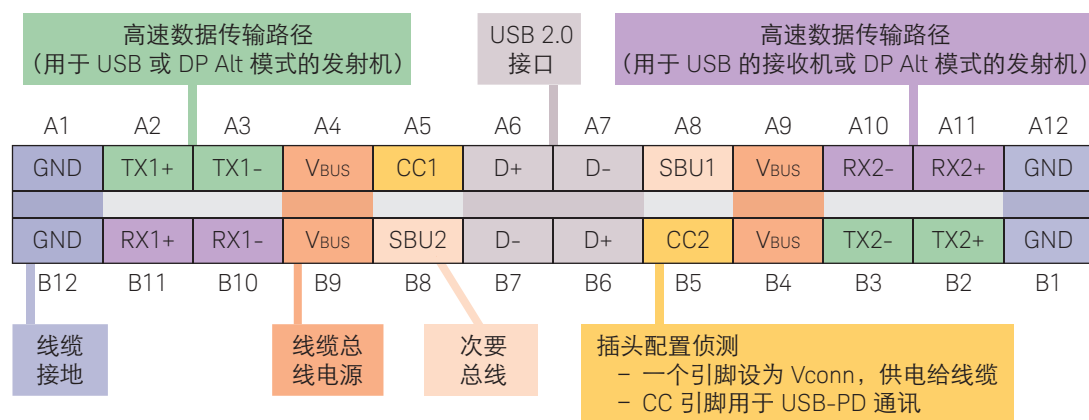 高速数据传输路径
（用于 USB 或 DP Alt 模式的发射机）
USB 2.0
接口
高速数据传输路径
（用于 USB 的接收机或 DP Alt 模式的发射机）
A1 A2 A3 A4 A5 A6 A7 A8 A9 A10 A11 A12
GND TX1+ TX1- VBUS CC1 D+ D- SBU1 VBUS RX2- RX2+ GND
GND RX1+ RX1- VBUS SBU2 D- D+ CC2 VBUS TX2- TX2+ GND
B12 B11 B10 B9 B8 B7 B6 B5 B4 B3 B2 B1
线缆
接地
线缆总
线电源
次要
总线
插头配置侦测
- 一个引脚设为 Vconn，供电给线缆
- CC 引脚用于 USB-PD 通讯